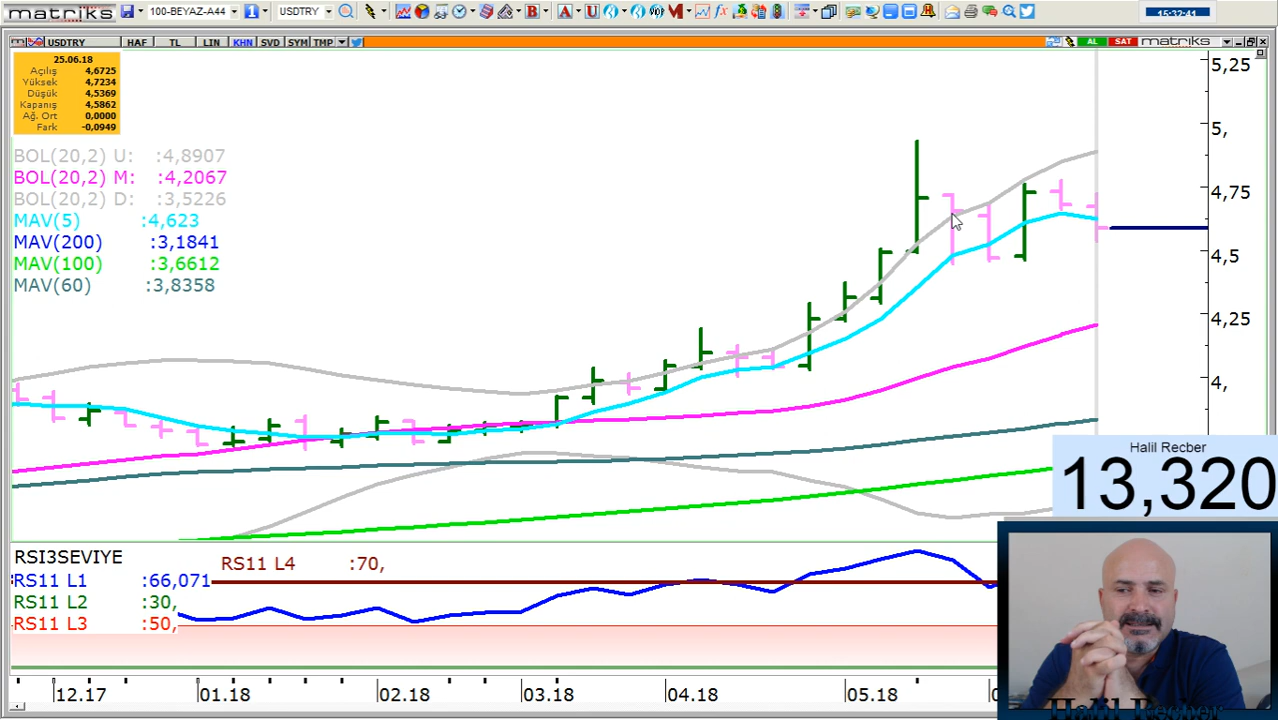 matriks
100-BEYAZ-A44
USDTRY
15:32:41
USDTRY HAF TL LIN KHN SVD SYM TMP
AL SAT matriks
25.06.18
Açılış 4,6725
Yüksek 4,7234
Düşük 4,5369
Kapanış 4,5862
Ağ. Ort 0,0000
Fark -0,0949
BOL(20,2) U: :4,8907
BOL(20,2) M: :4,2067
BOL(20,2) D: :3,5226
MAV(5) :4,623
MAV(200) :3,1841
MAV(100) :3,6612
MAV(60) :3,8358
5,25
5,
4,75
4,5
4,25
4,
Halil Recber
13,320
RSI3SEVIYE
RS11 L4 :70,
RS11 L1 :66,071
RS11 L2 :30,
RS11 L3 :50,
12.17 01.18 02.18 03.18 04.18 05.18
Halil Recber